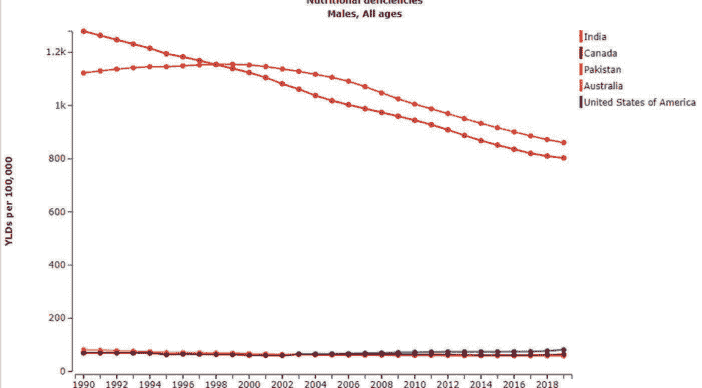 Nutritional deficiencies
Males, All ages
1.2k
1k
800
600
400
200
0
YLDs per 100,000
1990 1992 1994 1996 1998 2000 2002 2004 2006 2008 2010 2012 2014 2016 2018
India
Canada
Pakistan
Australia
United States of America